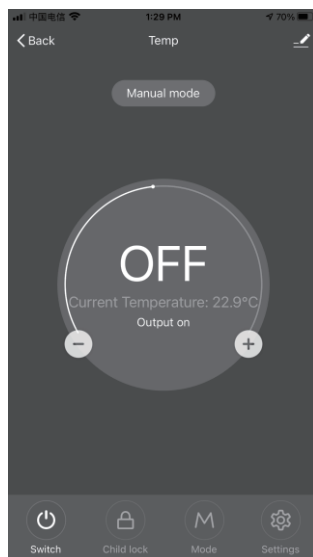 中国电信 1:29 PM 70%
Back Temp
Manual mode
OFF
Current Temperature: 22.9°C
Output on
− +
Switch Child lock M Mode Settings